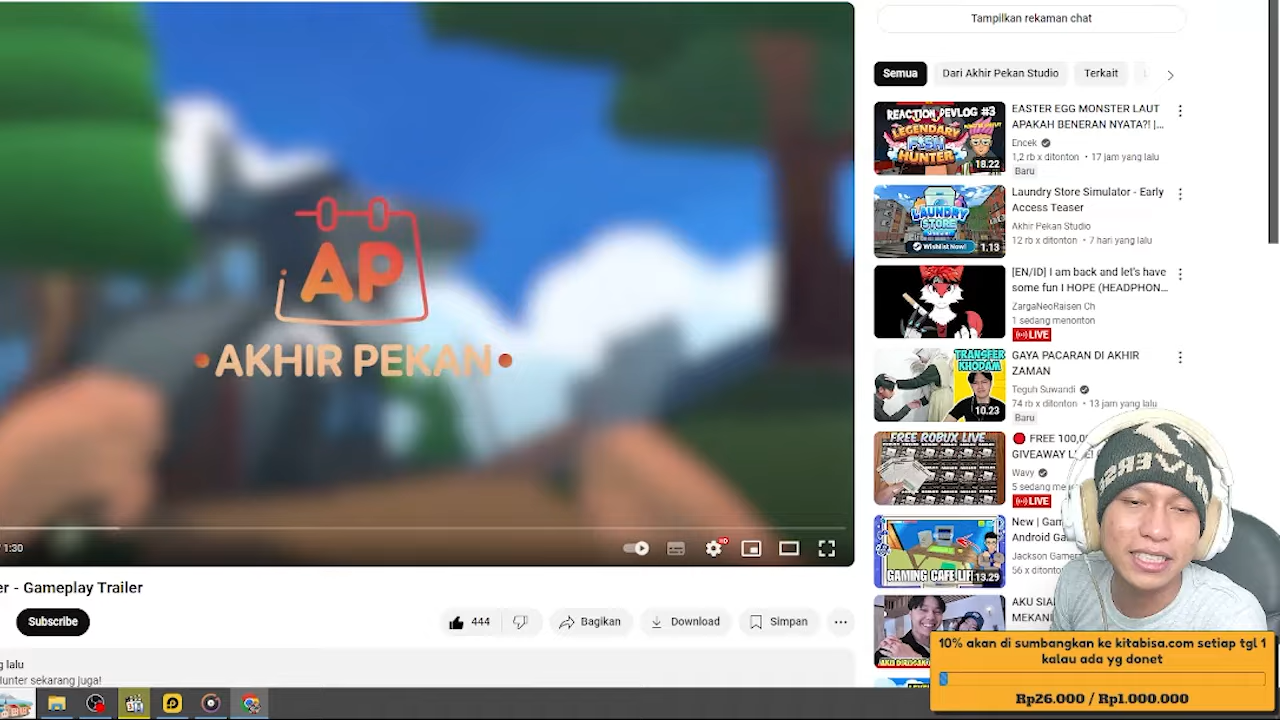 Tampilkan rekaman chat
Semua
Dari Akhir Pekan Studio
Terkait
REACTION DEVLOG #3
LEGENDARY
FISH
HUNTER
18.22
EASTER EGG MONSTER LAUT
APAKAH BENERAN NYATA?! |...
Encek
1,2 rb x ditonton • 17 jam yang lalu
Baru
LAUNDRY
STORE
Wishlist Now!
1.13
Laundry Store Simulator - Early
Access Teaser
Akhir Pekan Studio
12 rb x ditonton • 7 hari yang lalu
AP
•AKHIR PEKAN•
[EN/ID] I am back and let's have
some fun I HOPE (HEADPHON...
ZargaNeoRaisen Ch
1 sedang menonton
LIVE
TRANSFER
KHODAM
10.23
GAYA PACARAN DI AKHIR
ZAMAN
Teguh Suwandi
74 rb x ditonton • 13 jam yang lalu
Baru
FREE ROBUX LIVE
FREE 100,0
GIVEAWAY L
Wavy
5 sedang me
LIVE
GAMING CAFE LIF
13.29
New | Gam
Android Ga
Jackson Gamer
56 x ditonto
AKU SIA
MEKANI
1:30
HD
er - Gameplay Trailer
Subscribe
444
Bagikan
Download
Simpan
g lalu
Hunter sekarang juga!
10% akan di sumbangkan ke kitabisa.com setiap tgl 1
kalau ada yg donet
Rp26.000 / Rp1.000.000